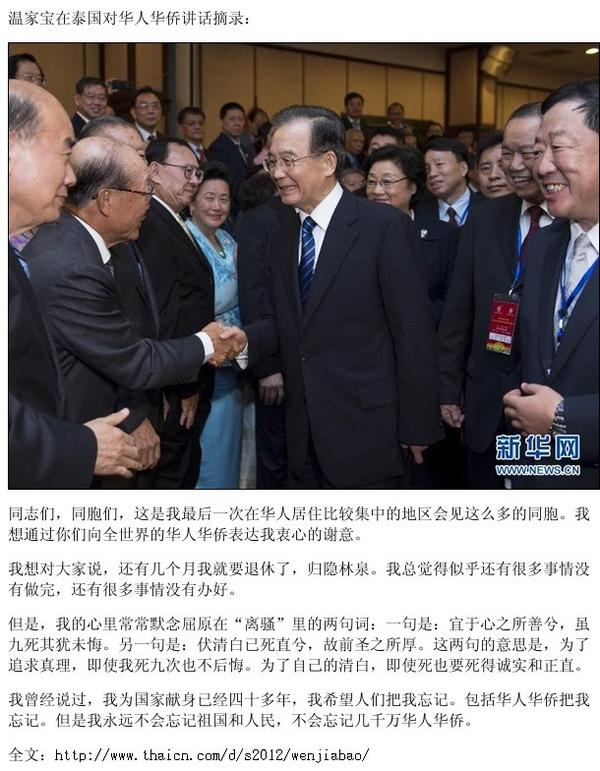 温家宝在泰国对华人华侨讲话摘录：
新华网
WWW.NEWS.CN
同志们，同胞们，这是我最后一次在华人居住比较集中的地区会见这么多的同胞。我
想通过你们向全世界的华人华侨表达我衷心的谢意。
我想对大家说，还有几个月我就要退休了，归隐林泉。我总觉得似乎还有很多事情没
有做完，还有很多事情没有办好。
但是，我的心里常常默念屈原在“离骚”里的两句词：一句是：宜于心之所善兮，虽
九死其犹未悔。另一句是：伏清白已死直兮，故前圣之所厚。这两句的意思是，为了
追求真理，即使我死九次也不后悔。为了自己的清白，即使死也要死得诚实和正直。
我曾经说过，我为国家献身已经四十多年，我希望人们把我忘记。包括华人华侨把我
忘记。但是我永远不会忘记祖国和人民，不会忘记几千万华人华侨。
全文：http://www.thaicn.com/d/s2012/wenjiabao/